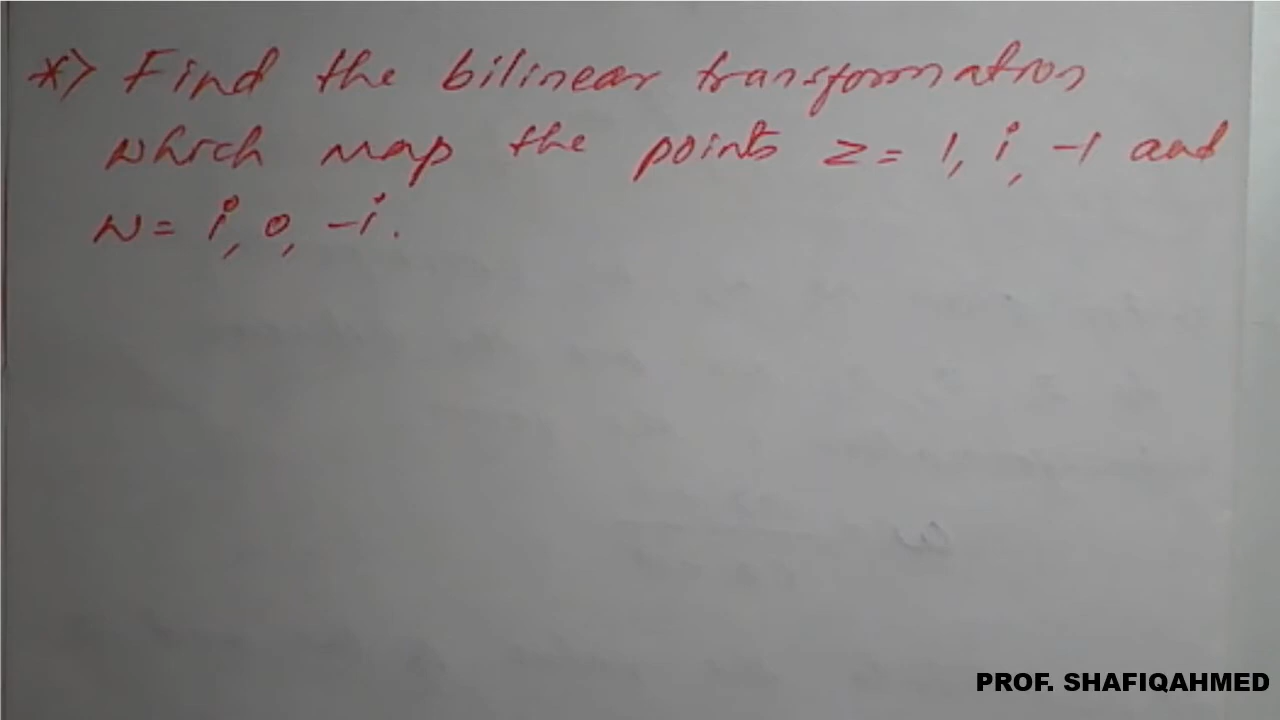 *> Find the bilinear transformation
which map the points z = 1, i, -1 and
w = i, 0, -i.
PROF. SHAFIQAHMED